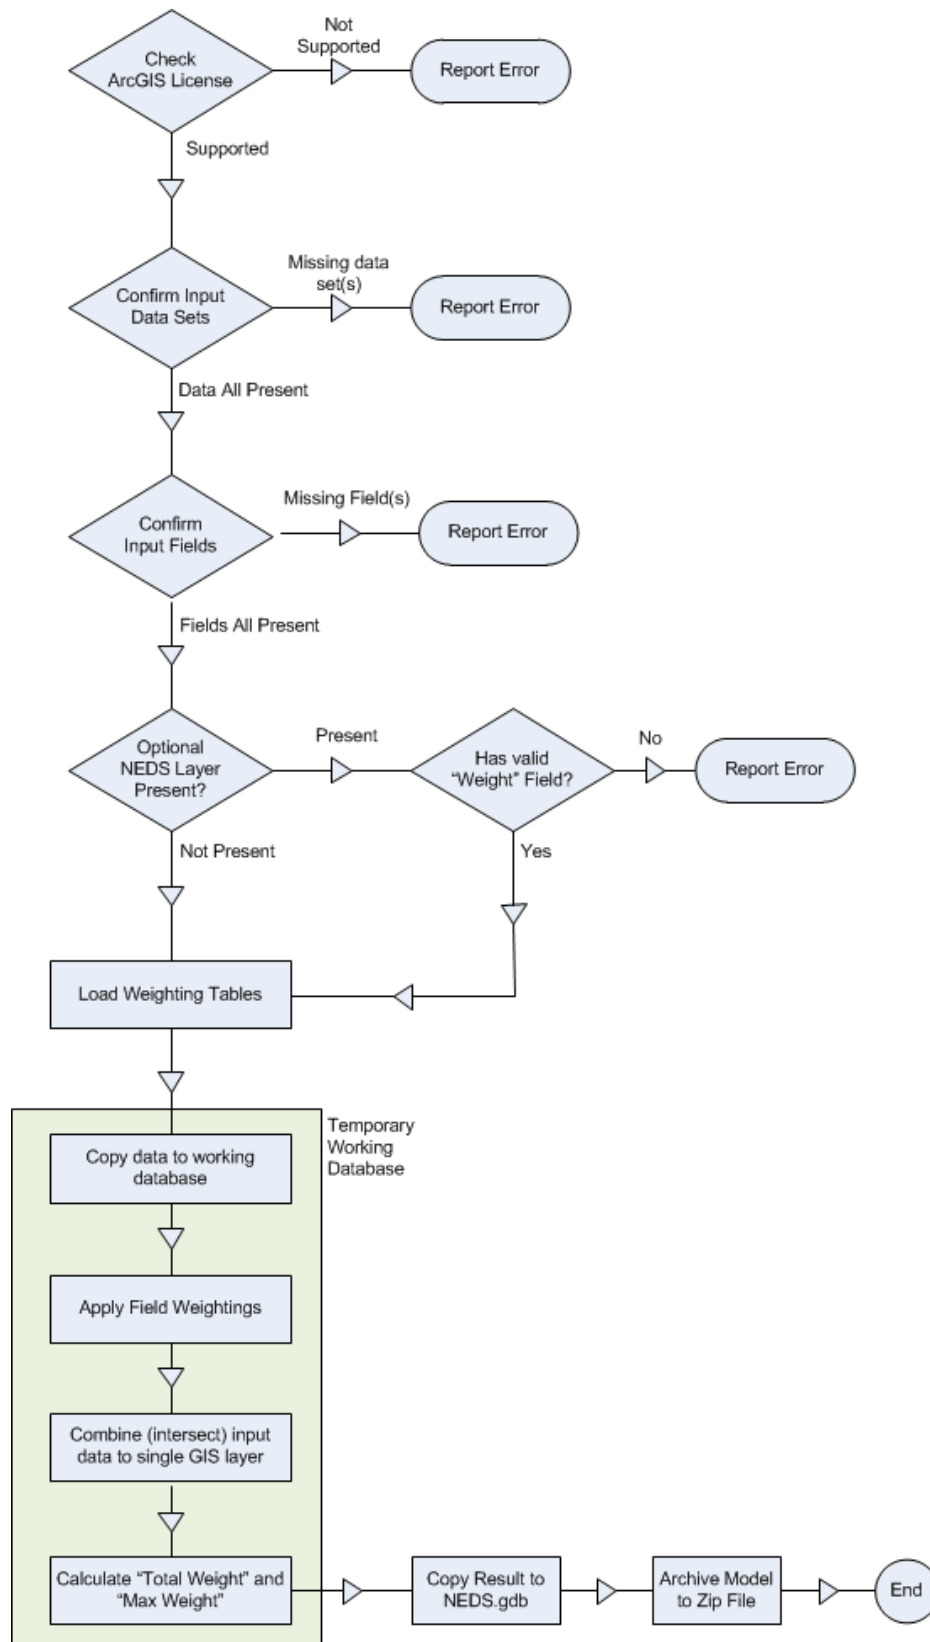 Not
Supported
Check
ArcGIS License
Report Error
Supported
Missing data
set(s)
Confirm Input
Data Sets
Report Error
Data All Present
Missing Field(s)
Confirm
Input Fields
Report Error
Fields All Present
Optional
NEDS Layer
Present?
Present
Has valid
“Weight” Field?
No
Report Error
Not Present
Yes
Load Weighting Tables
Temporary
Working
Database
Copy data to working
database
Apply Field Weightings
Combine (intersect) input
data to single GIS layer
Calculate “Total Weight” and
“Max Weight”
Copy Result to
NEDS.gdb
Archive Model
to Zip File
End